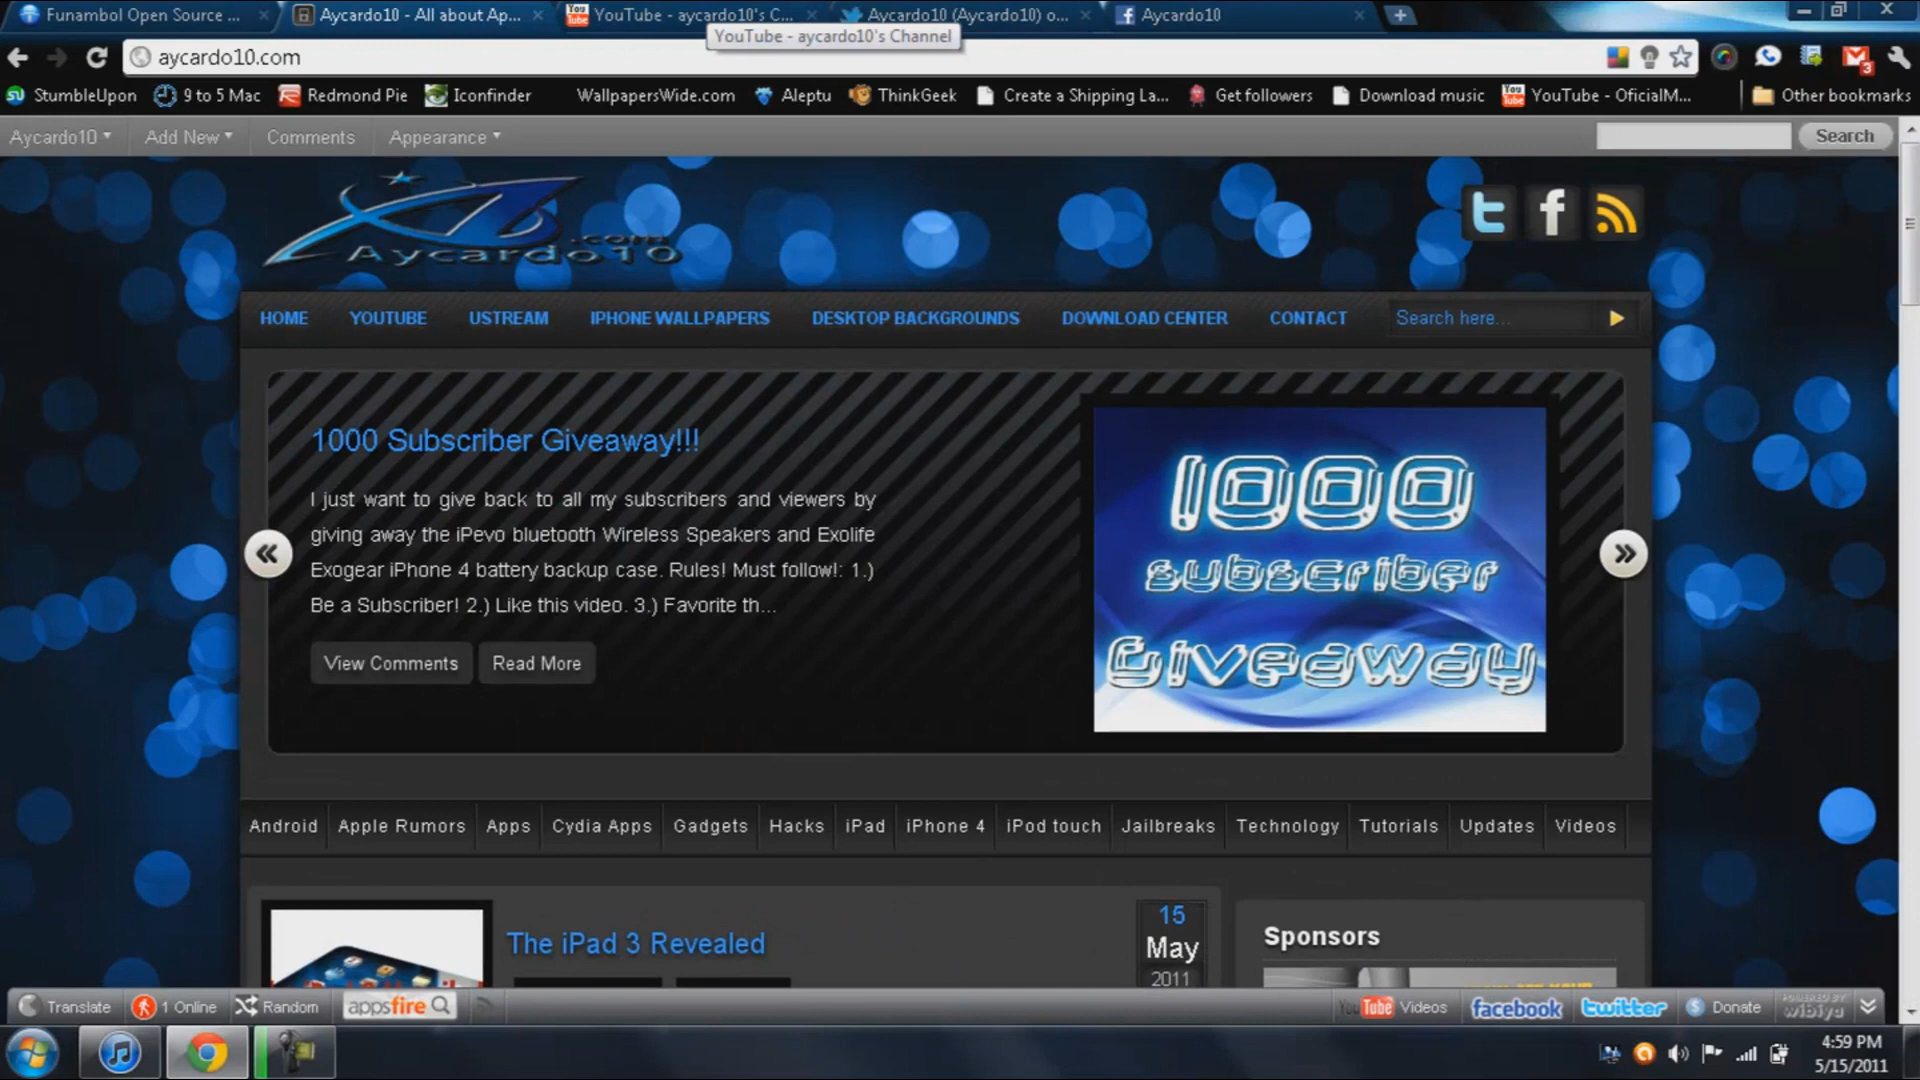 Funambol Open Source ...
Aycardo10 - All about Ap...
YouTube - aycardo10's C...
Aycardo10 (Aycardo10) o...
Aycardo10
YouTube - aycardo10's Channel
aycardo10.com
3
StumbleUpon
9 to 5 Mac
Redmond Pie
Iconfinder
WallpapersWide.com
Aleptu
ThinkGeek
Create a Shipping La...
Get followers
Download music
YouTube - OficialM...
Other bookmarks
Aycardo10
Add New
Comments
Appearance
Search
Aycardo10
.com
HOME
YOUTUBE
USTREAM
IPHONE WALLPAPERS
DESKTOP BACKGROUNDS
DOWNLOAD CENTER
CONTACT
Search here...
1000 Subscriber Giveaway!!!
I just want to give back to all my subscribers and viewers by
giving away the iPevo bluetooth Wireless Speakers and Exolife
Exogear iPhone 4 battery backup case. Rules! Must follow!: 1.)
Be a Subscriber! 2.) Like this video. 3.) Favorite th...
View Comments
Read More
1000
subscriber
Giveaway
Android
Apple Rumors
Apps
Cydia Apps
Gadgets
Hacks
iPad
iPhone 4
iPod touch
Jailbreaks
Technology
Tutorials
Updates
Videos
The iPad 3 Revealed
15
May
2011
Sponsors
Translate
1 Online
Random
appsfire
YouTube Videos
facebook
twitter
Donate
POWERED BY
wibiya
4:59 PM
5/15/2011